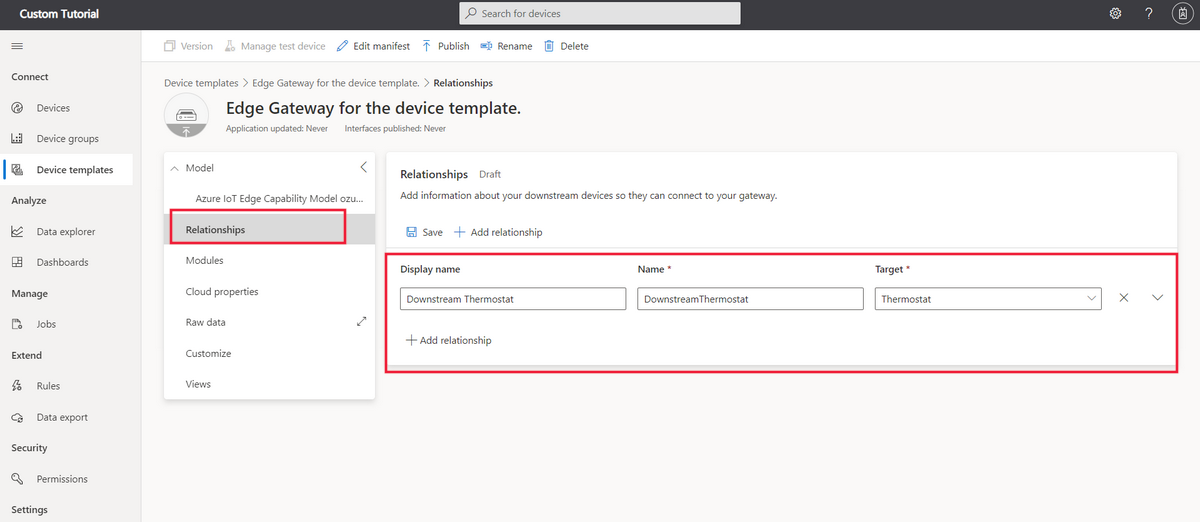 Custom Tutorial
Search for devices
?
Version
Manage test device
Edit manifest
Publish
Rename
Delete
Connect
Devices
Device groups
Device templates
Analyze
Data explorer
Dashboards
Manage
Jobs
Extend
Rules
Data export
Security
Permissions
Settings
Device templates > Edge Gateway for the device template. > Relationships
Edge Gateway for the device template.
Application updated: Never Interfaces published: Never
Model
Azure IoT Edge Capability Model ozu...
Relationships
Modules
Cloud properties
Raw data
Customize
Views
Relationships Draft
Add information about your downstream devices so they can connect to your gateway.
Save + Add relationship
Display name Name * Target *
Downstream Thermostat DownstreamThermostat Thermostat
+ Add relationship